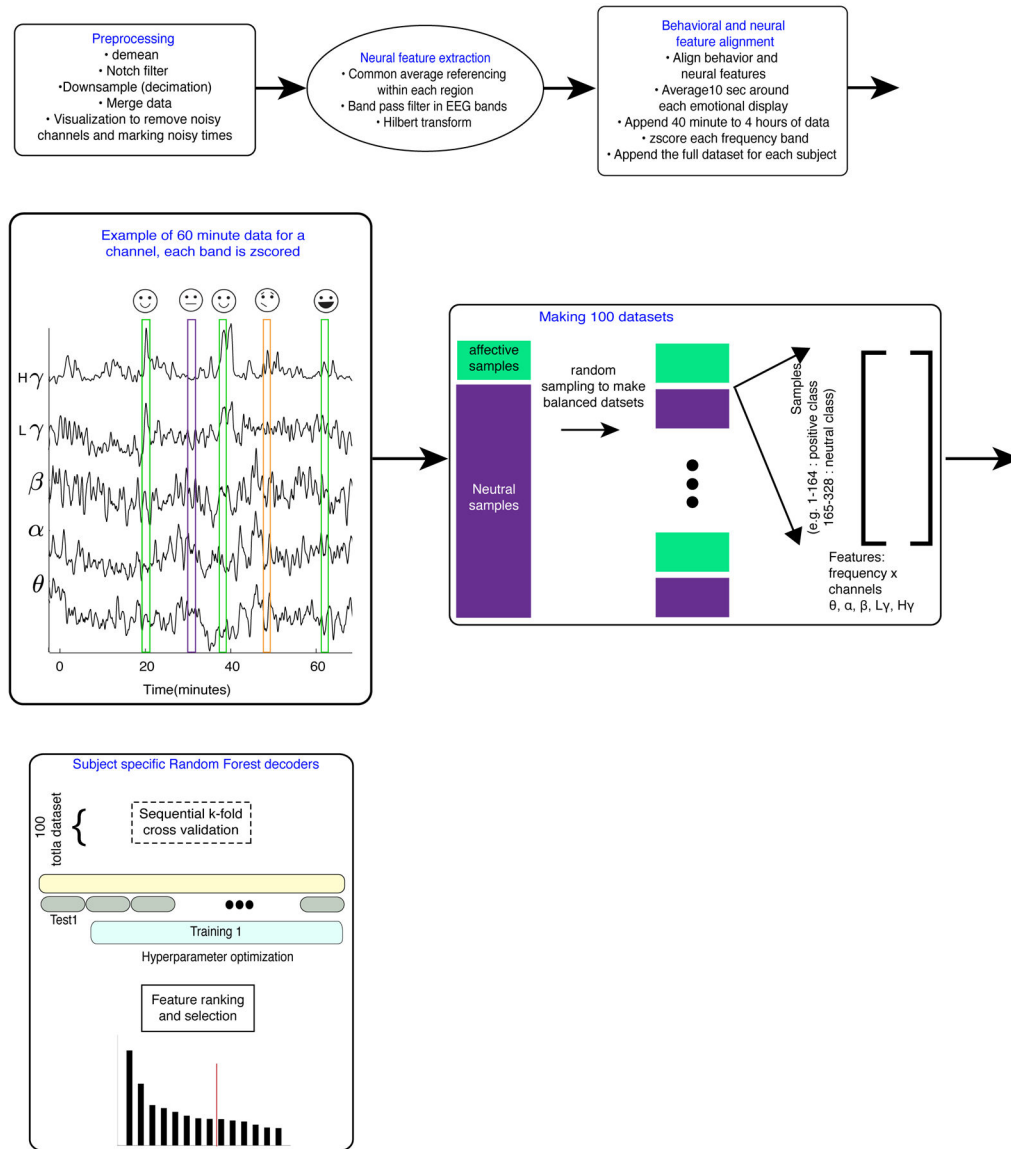 Preprocessing
• demean
• Notch filter
•Downsample (decimation)
• Merge data
• Visualization to remove noisy
channels and marking noisy times
Neural feature extraction
• Common average referencing
within each region
• Band pass filter in EEG bands
• Hilbert transform
Behavioral and neural
feature alignment
• Align behavior and
neural features
• Average10 sec around
each emotional display
• Append 40 minute to 4 hours of data
• zscore each frequency band
• Append the full dataset for each subject
Example of 60 minute data for a
channel, each band is zscored
Hγ
Lγ
β
α
θ
0 20 40 60
Time(minutes)
Making 100 datasets
affective
samples
Neutral
samples
random
sampling to make
balanced datsets
Samples
(e.g. 1-164 : positive class
165-328 : neutral class)
Features:
frequency x
channels
θ, α, β, Lγ, Hγ
Subject specific Random Forest decoders
100
totla dataset
{
Sequential k-fold
cross validation
Test1
Training 1
Hyperparameter optimization
Feature ranking
and selection